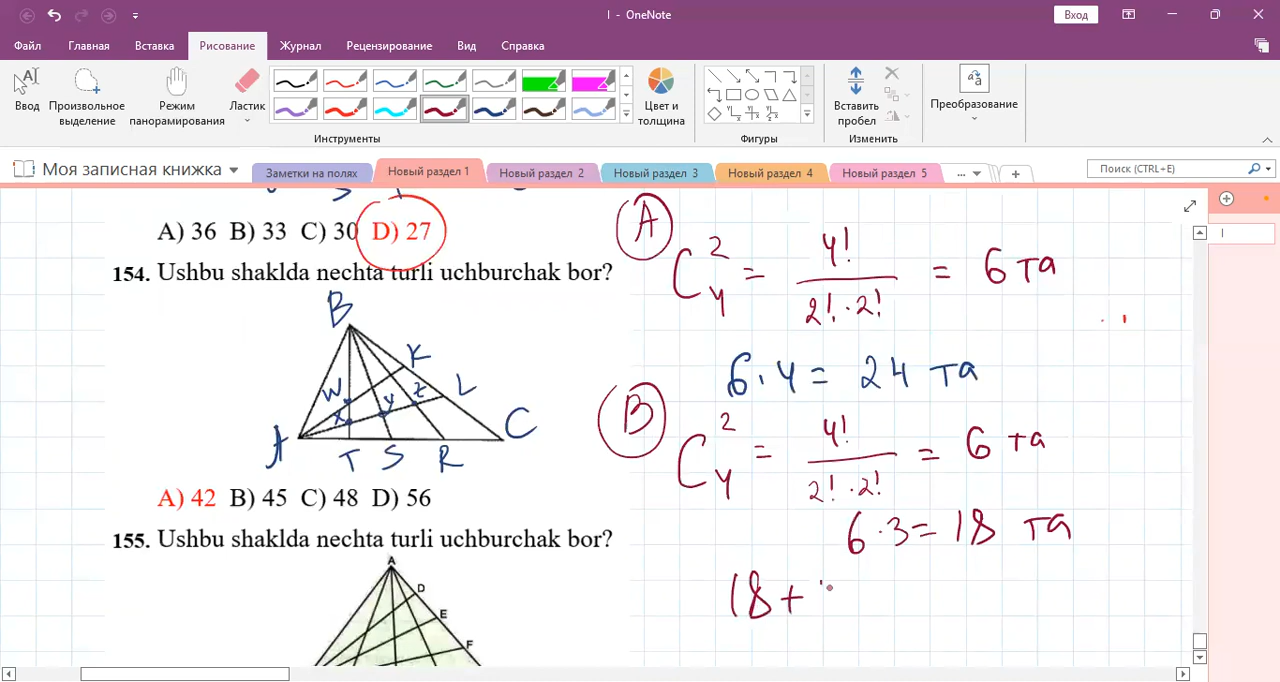 I - OneNote
Вход
Файл Главная Вставка Рисование Журнал Рецензирование Вид Справка
Ввод
Произвольное выделение
Режим панорамирования
Ластик
Цвет и толщина
Вставить пробел
Преобразование
Инструменты
Фигуры
Изменить
Моя записная книжка
Заметки на полях Новый раздел 1 Новый раздел 2 Новый раздел 3 Новый раздел 4 Новый раздел 5 ...
Поиск (CTRL+E)
A) 36 B) 33 C) 30 D) 27
154. Ushbu shaklda nechta turli uchburchak bor?
B
K
W
L
X
Y
Z
A
C
T S R
A) 42 B) 45 C) 48 D) 56
155. Ushbu shaklda nechta turli uchburchak bor?
A
D
E
F
A
C₄² = 4! / 2! · 2! = 6 та
6 · 4 = 24 та
B
C₄² = 4! / 2! · 2! = 6 та
6 · 3 = 18 та
18 +
I